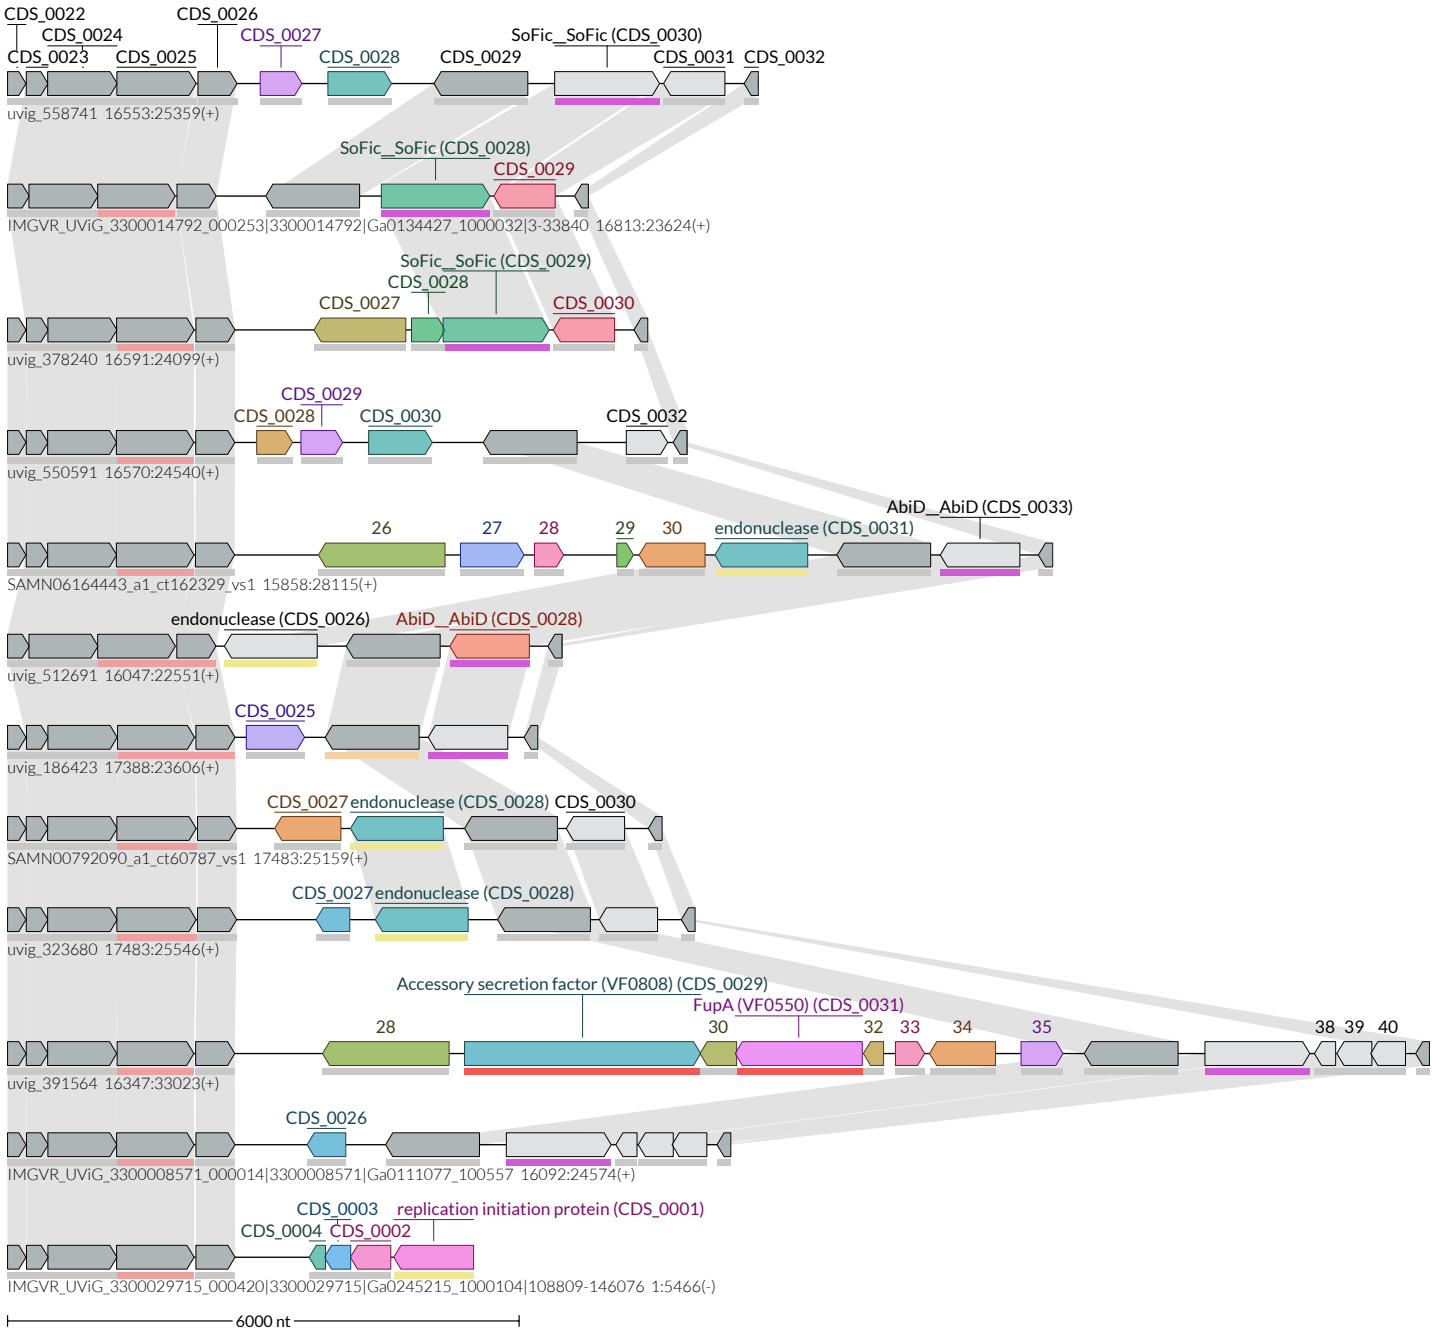 CDS_0022 CDS_0026
CDS_0024 CDS_0027 SoFic__SoFic (CDS_0030)
CDS_0023 CDS_0025 CDS_0028 CDS_0029 CDS_0031 CDS_0032
uvig_558741 16553:25359(+)
SoFic__SoFic (CDS_0028)
CDS_0029
IMGVR_UViG_3300014792_000253|3300014792|Ga0134427_1000032|3-33840 16813:23624(+)
SoFic__SoFic (CDS_0029)
CDS_0028
CDS_0027 CDS_0030
uvig_378240 16591:24099(+)
CDS_0029
CDS_0028 CDS_0030 CDS_0032
uvig_550591 16570:24540(+)
AbiD__AbiD (CDS_0033)
26 27 28 29 30 endonuclease (CDS_0031)
SAMN06164443_a1_ct162329_vs1 15858:28115(+)
endonuclease (CDS_0026) AbiD__AbiD (CDS_0028)
uvig_512691 16047:22551(+)
CDS_0025
uvig_186423 17388:23606(+)
CDS_0027 endonuclease (CDS_0028) CDS_0030
SAMN00792090_a1_ct60787_vs1 17483:25159(+)
CDS_0027 endonuclease (CDS_0028)
uvig_323680 17483:25546(+)
Accessory secretion factor (VF0808) (CDS_0029)
FupA (VF0550) (CDS_0031)
28 30 32 33 34 35 38 39 40
uvig_391564 16347:33023(+)
CDS_0026
IMGVR_UViG_3300008571_000014|3300008571|Ga0111077_100557 16092:24574(+)
CDS_0003 replication initiation protein (CDS_0001)
CDS_0004 CDS_0002
IMGVR_UViG_3300029715_000420|3300029715|Ga0245215_1000104|108809-146076 1:5466(-)
6000 nt